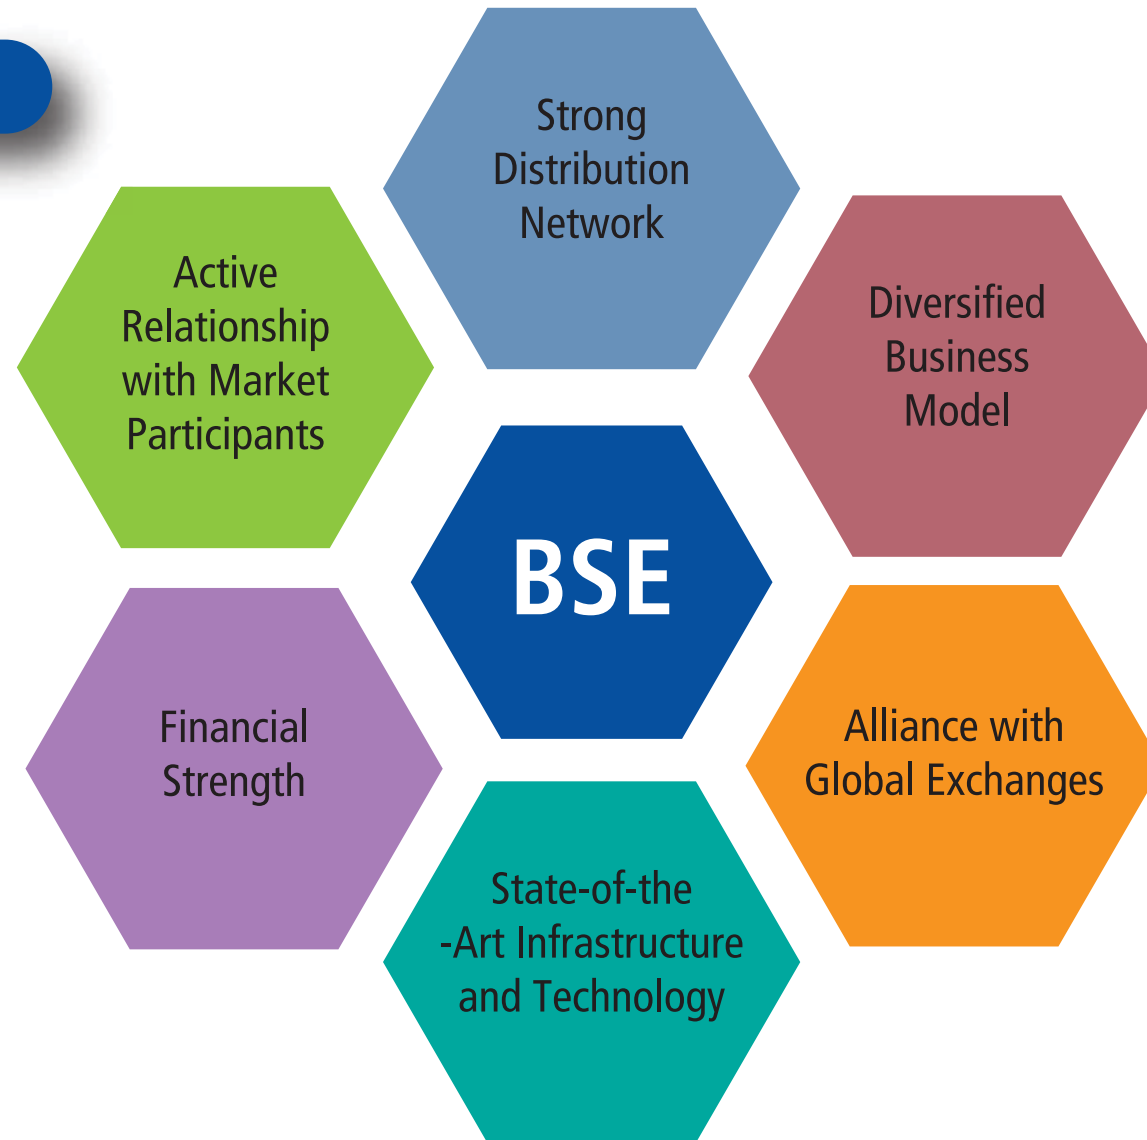 Strong
Distribution
Network
Active
Relationship
with Market
Participants
Diversified
Business
Model
BSE
Financial
Strength
Alliance with
Global Exchanges
State-of-the
-Art Infrastructure
and Technology